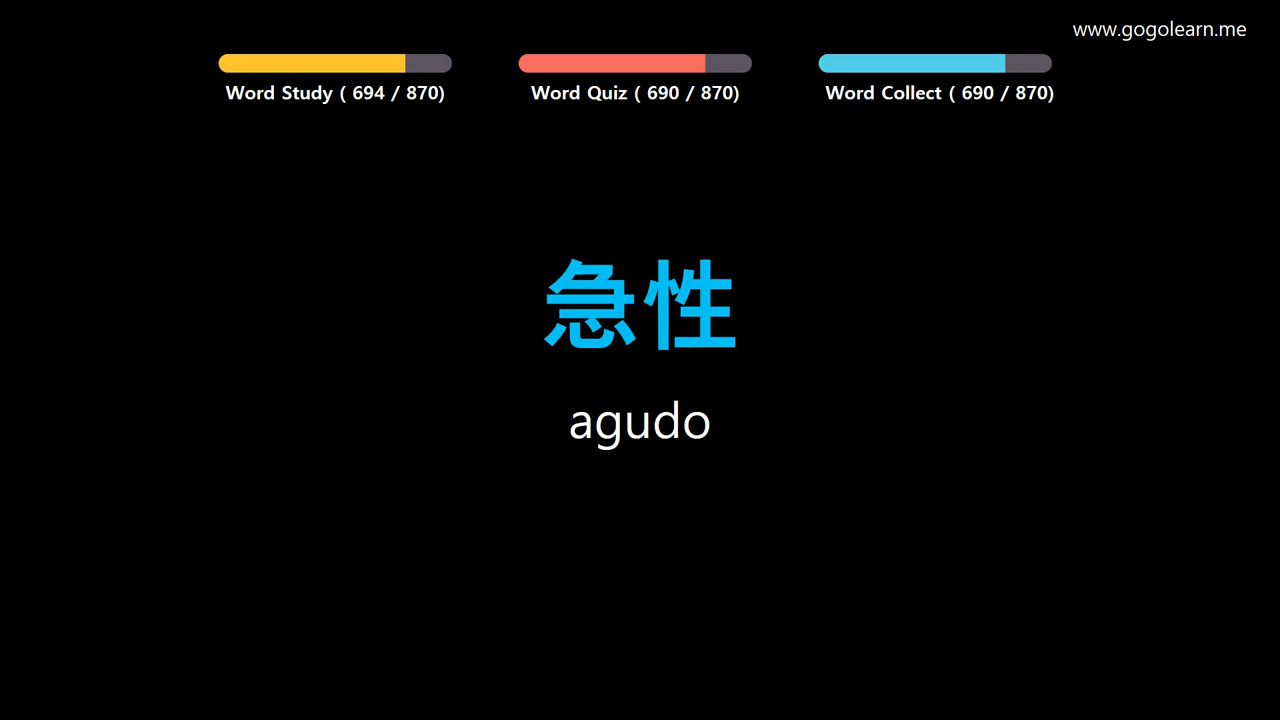 www.gogolearn.me
Word Study ( 694 / 870)
Word Quiz ( 690 / 870)
Word Collect ( 690 / 870)
急性
agudo